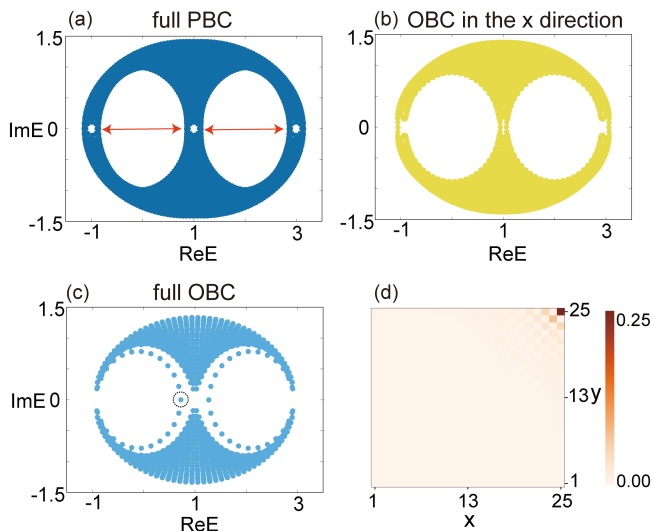 (a) full PBC
1.5
ImE 0
-1.5
-1 1 3
ReE
(b) OBC in the x direction
1.5
0
-1.5
-1 1 3
ReE
(c) full OBC
1.5
ImE 0
-1.5
-1 1 3
ReE
(d)
25
13 y
1
1 13 25
x
0.25
0.00